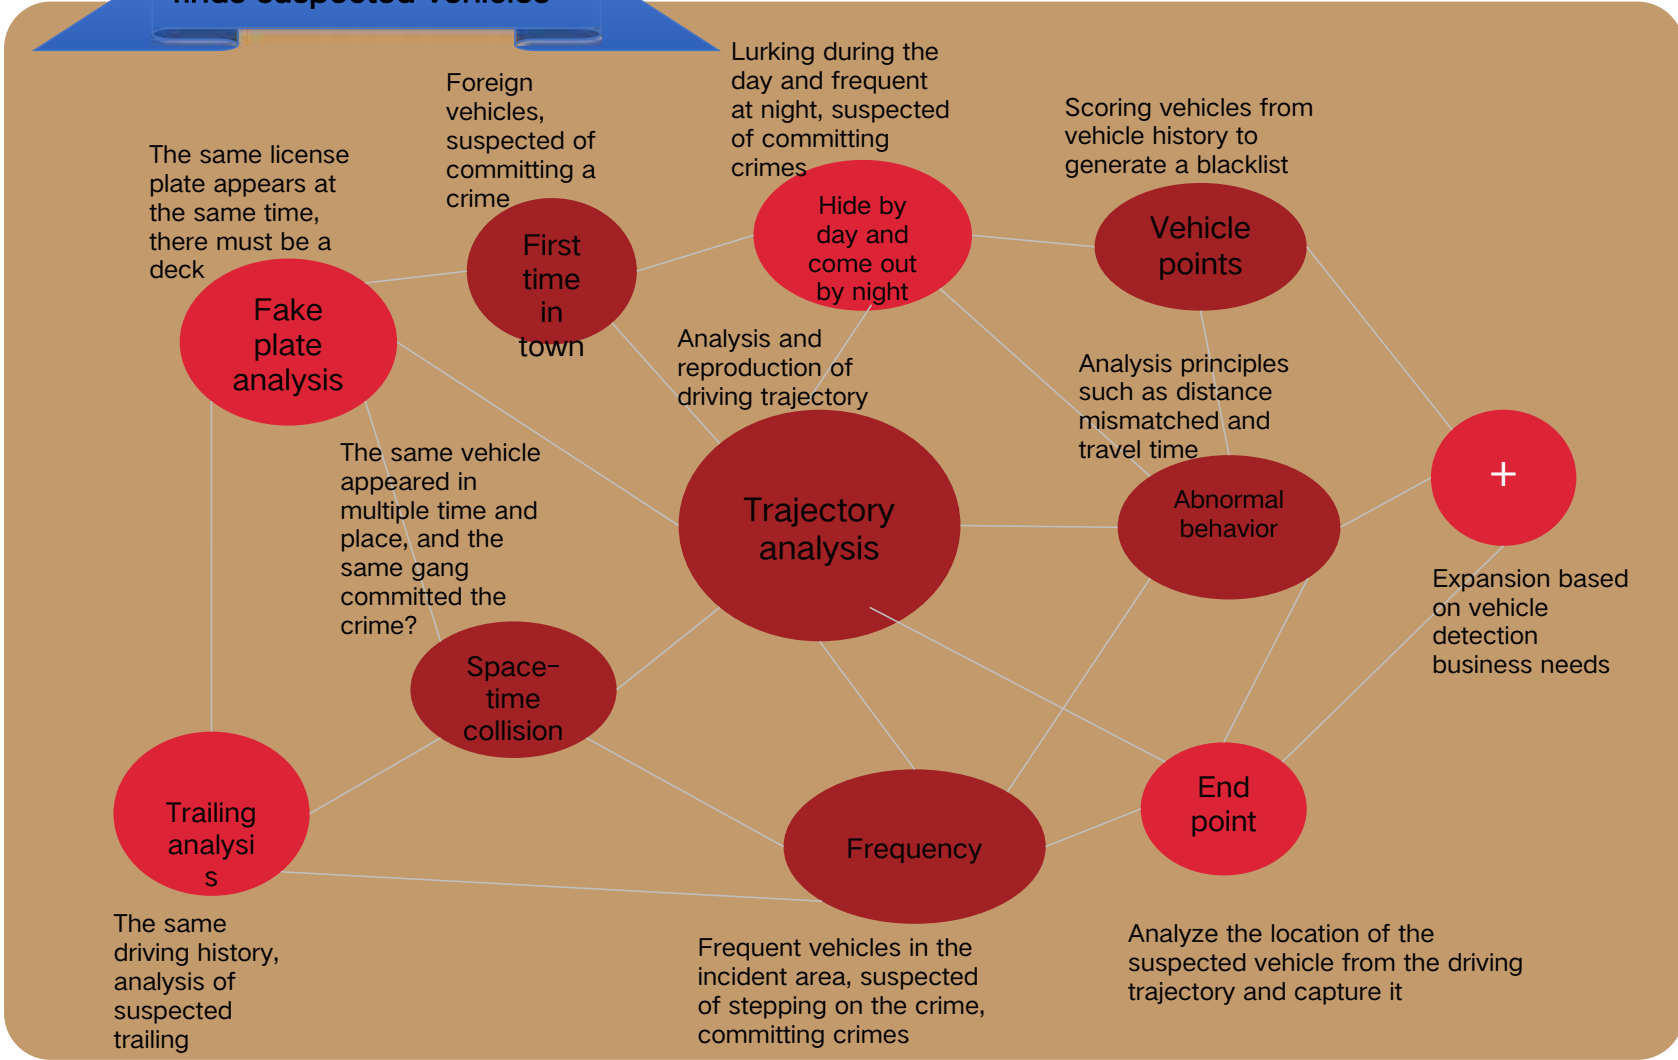 finds suspected vehicles
Lurking during the
day and frequent
at night, suspected
of committing
crimes
Foreign
vehicles,
suspected of
committing a
crime
Scoring vehicles from
vehicle history to
generate a blacklist
The same license
plate appears at
the same time,
there must be a
deck
Hide by
day and
come out
by night
Vehicle
points
First
time
in
town
Fake
plate
analysis
Analysis and
reproduction of
driving trajectory
Analysis principles
such as distance
mismatched and
travel time
The same vehicle
appeared in
multiple time and
place, and the
same gang
committed the
crime?
Trajectory
analysis
Abnormal
behavior
+
Expansion based
on vehicle
detection
business needs
Space-
time
collision
Trailing
analysi
s
Frequency
End
point
The same
driving history,
analysis of
suspected
trailing
Frequent vehicles in the
incident area, suspected
of stepping on the crime,
committing crimes
Analyze the location of the
suspected vehicle from the driving
trajectory and capture it